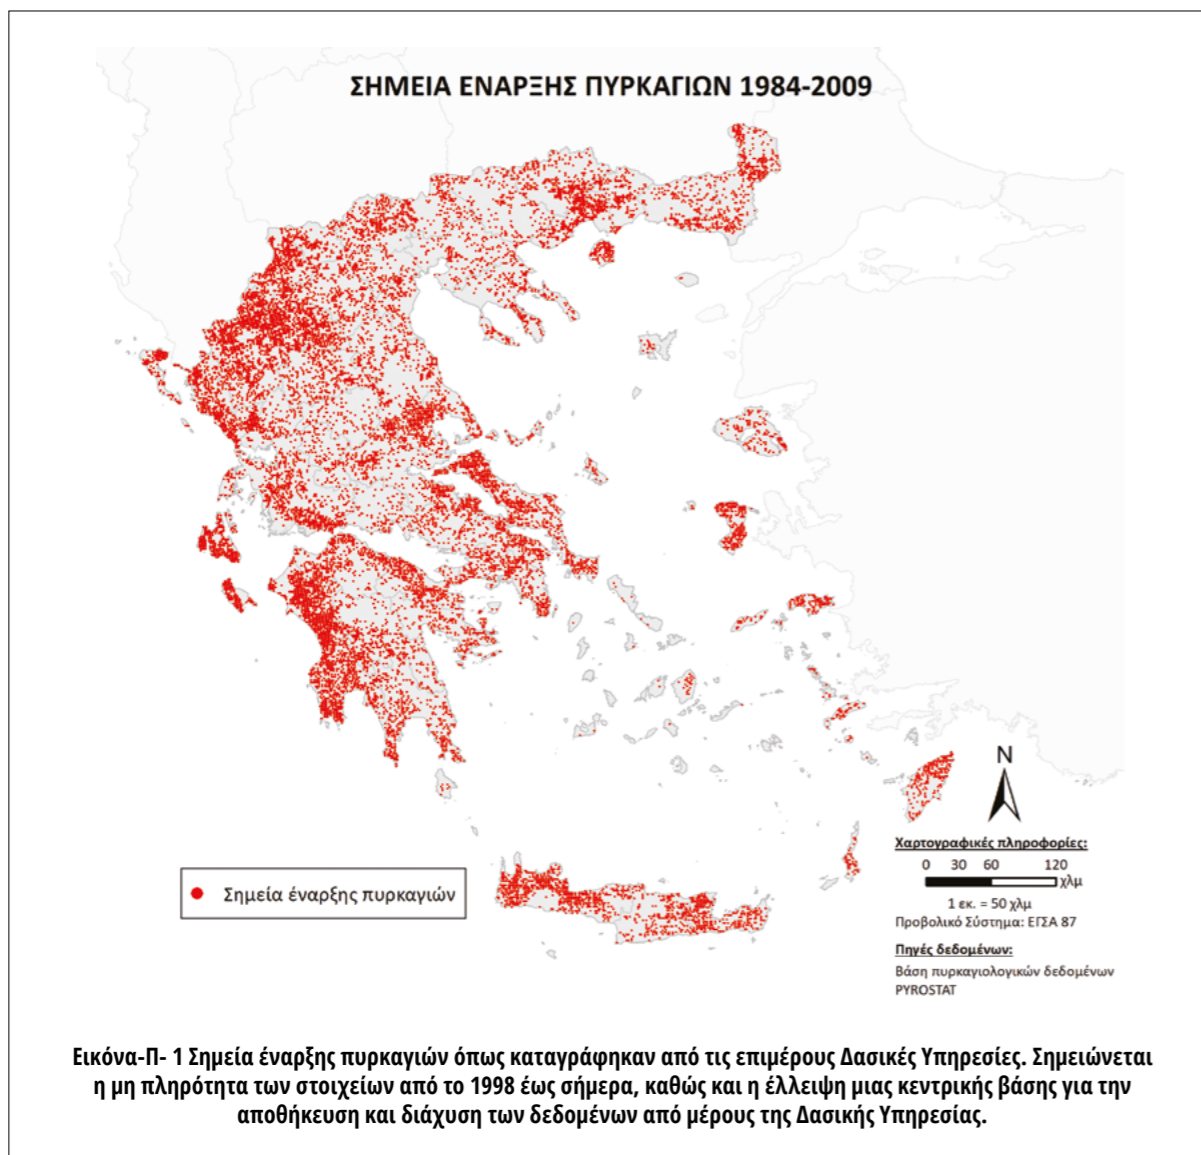 ΣΗΜΕΙΑ ΕΝΑΡΞΗΣ ΠΥΡΚΑΓΙΩΝ 1984-2009
N
Χαρτογραφικές πληροφορίες:
0 30 60 120
χλμ
1 εκ. = 50 χλμ
Προβολικό Σύστημα: ΕΓΣΑ 87
Σημεία έναρξης πυρκαγιών
Πηγές δεδομένων:
Βάση πυρκαγιολογικών δεδομένων
PYROSTAT
Εικόνα-Π- 1 Σημεία έναρξης πυρκαγιών όπως καταγράφηκαν από τις επιμέρους Δασικές Υπηρεσίες. Σημειώνεται
η μη πληρότητα των στοιχείων από το 1998 έως σήμερα, καθώς και η έλλειψη μιας κεντρικής βάσης για την
αποθήκευση και διάχυση των δεδομένων από μέρους της Δασικής Υπηρεσίας.